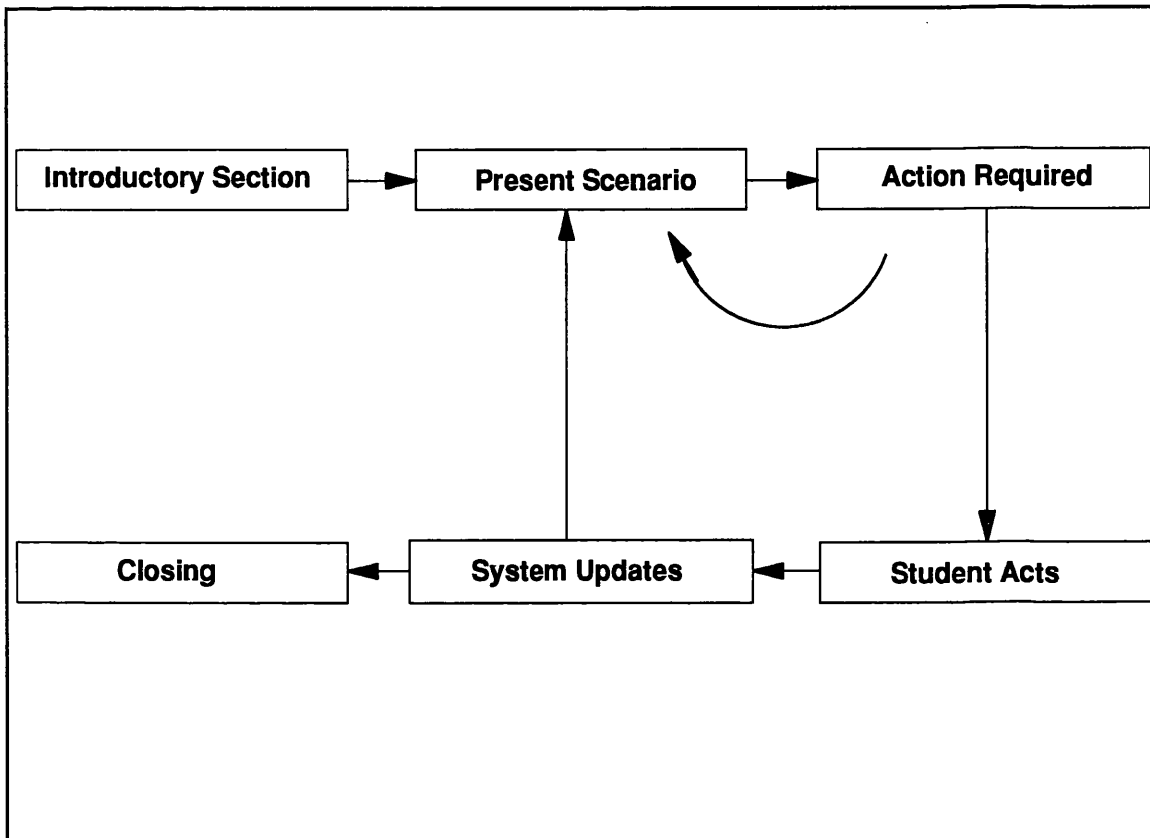 Introductory Section
Present Scenario
Action Required
Closing
System Updates
Student Acts